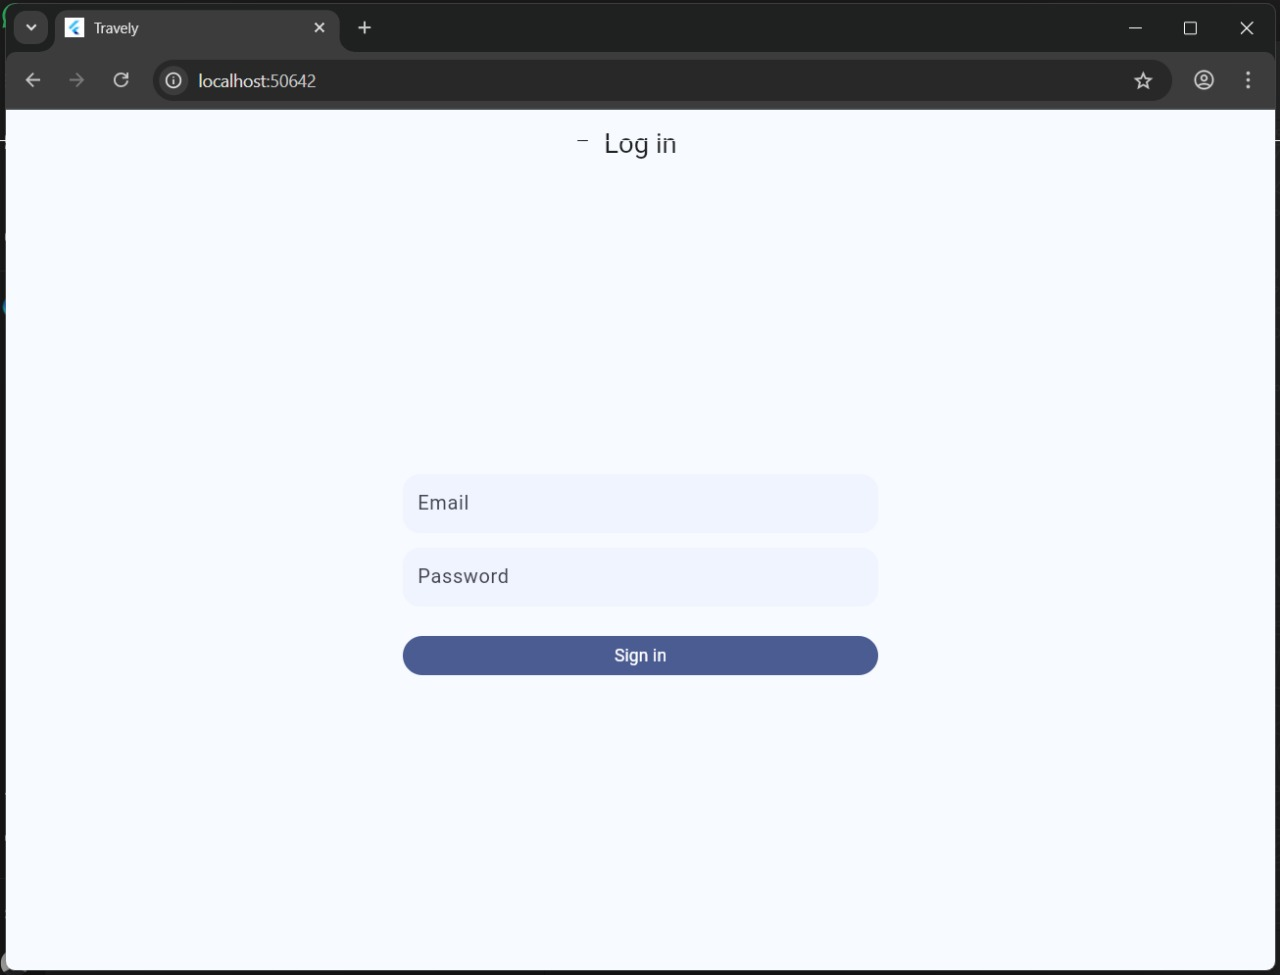 Travely
localhost:50642
Log in
Email
Password
Sign in